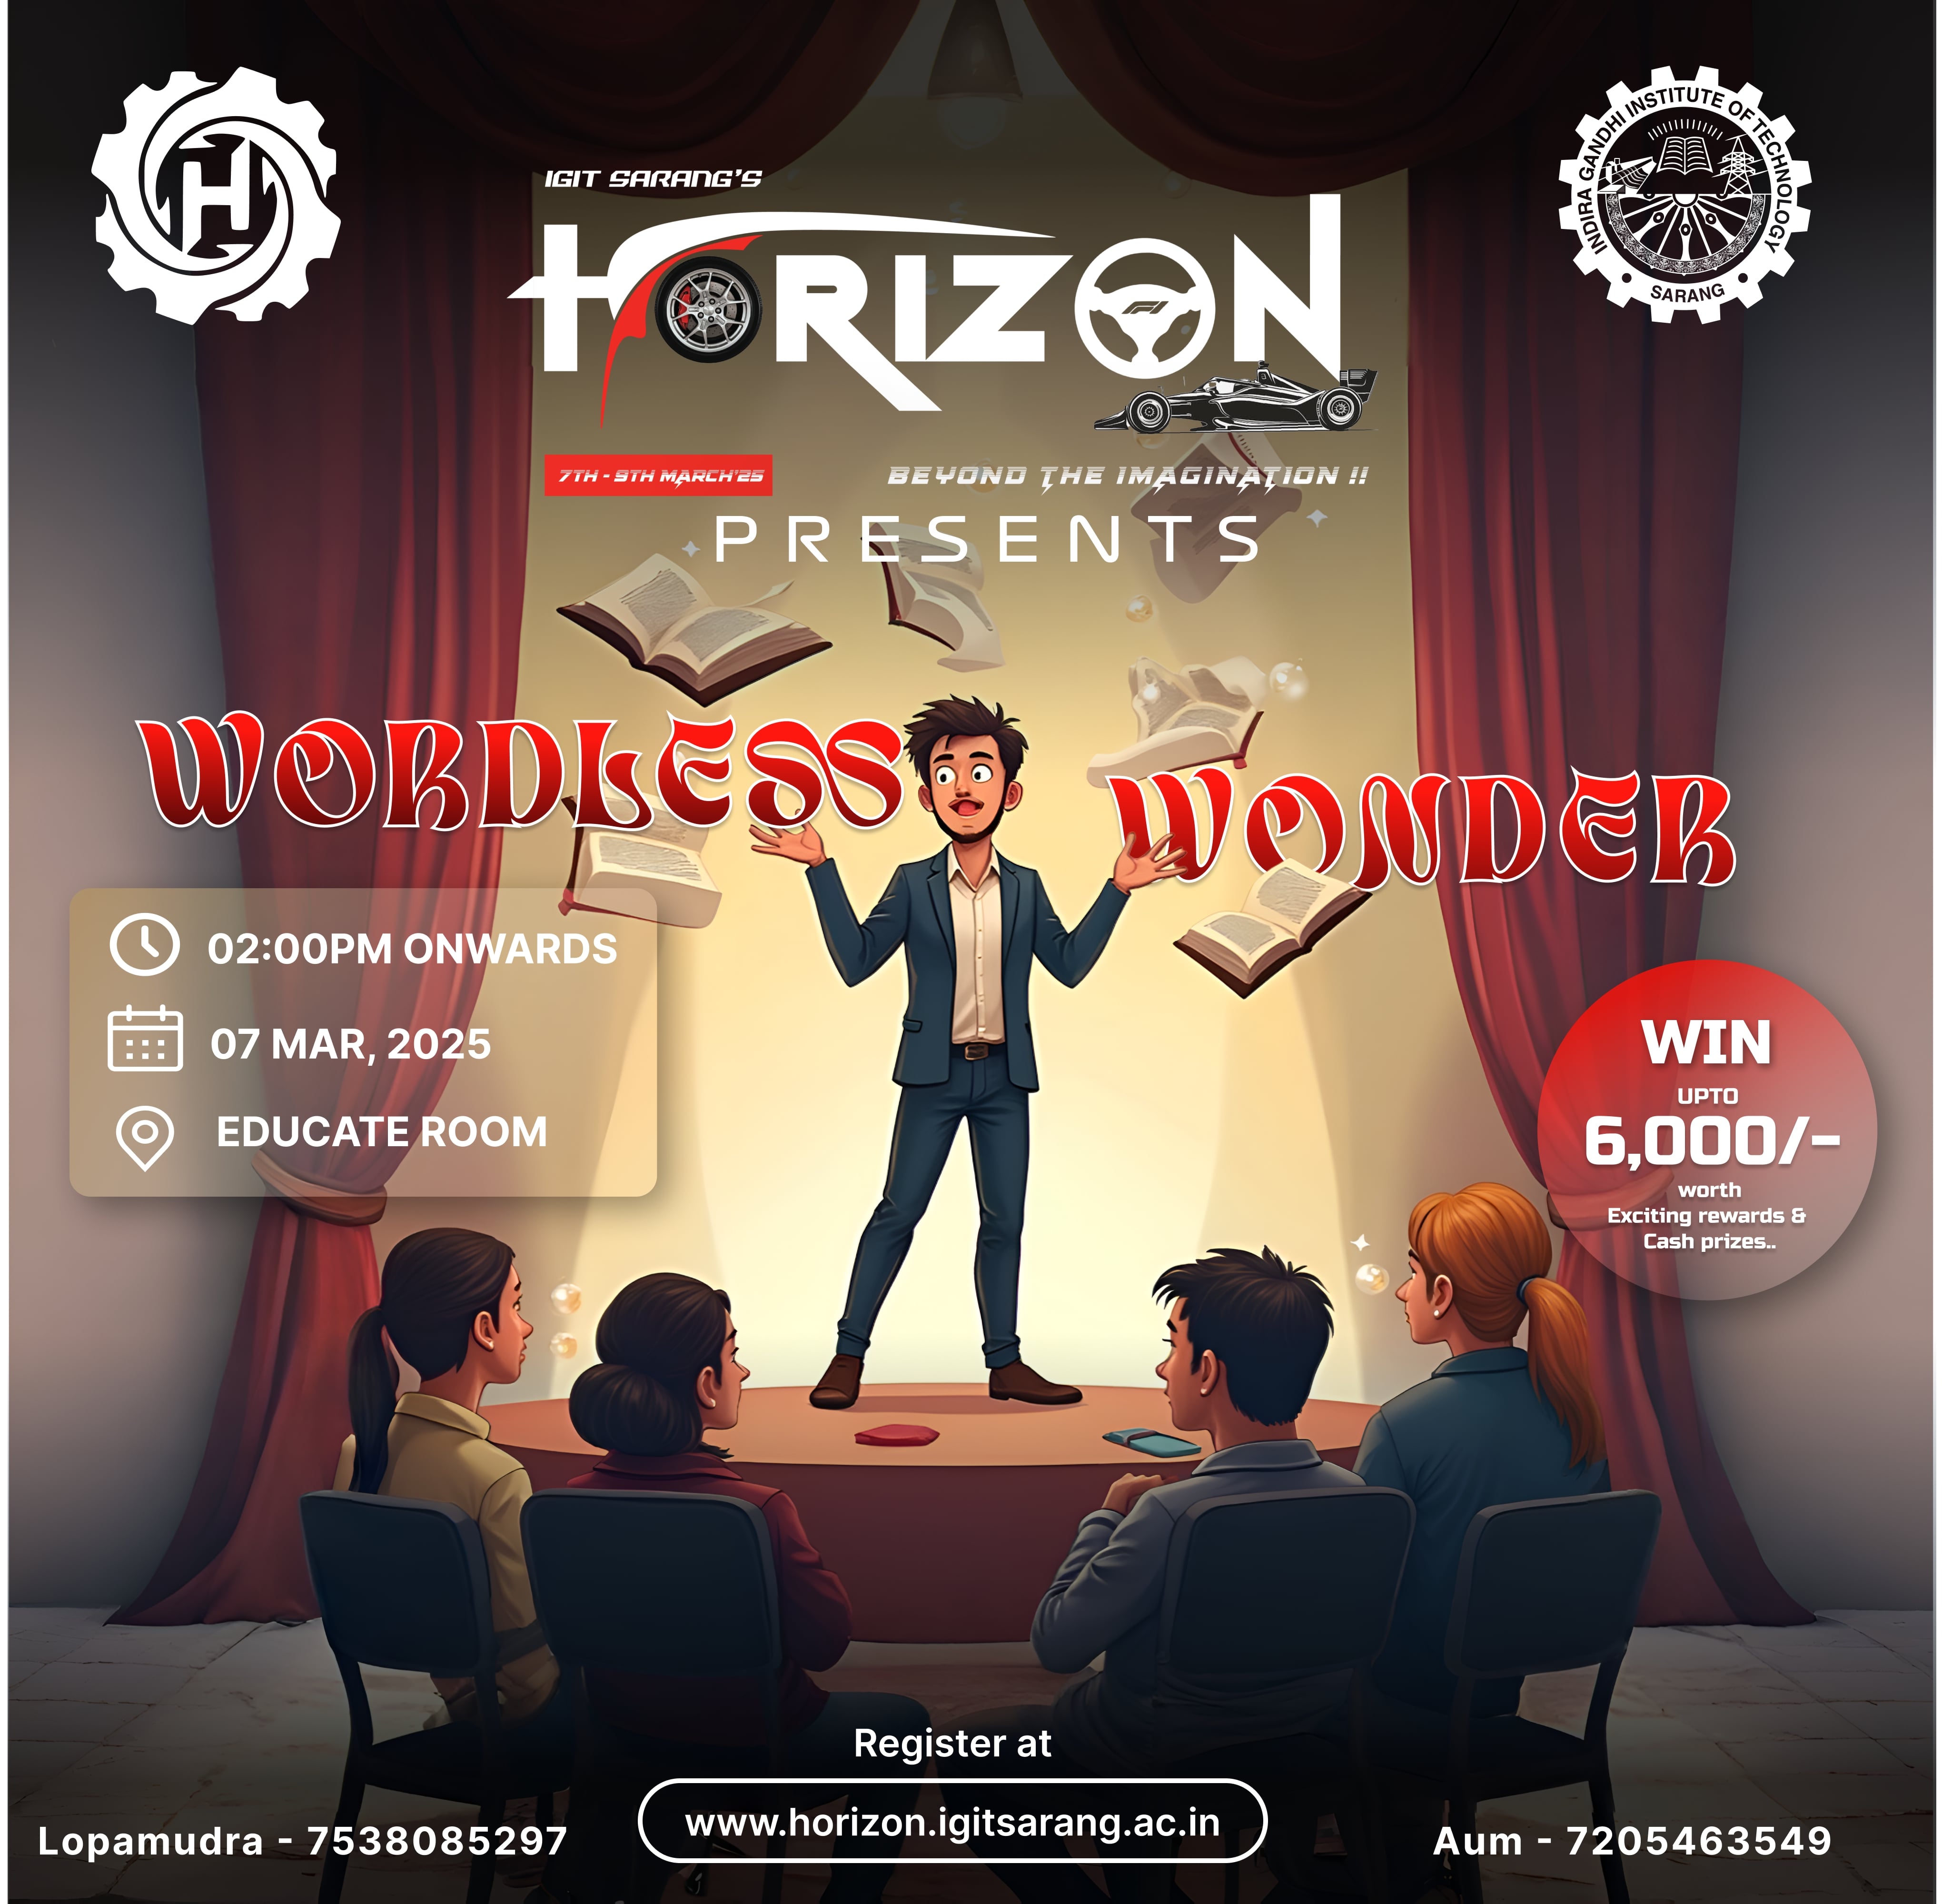 INDIRA GANDHI INSTITUTE OF TECHNOLOGY
SARANG
H
IGIT SARANG'S
HORIZON
7TH - 9TH MARCH'25
BEYOND THE IMAGINATION !!
PRESENTS
WORDLESS
WONDER
02:00PM ONWARDS
07 MAR, 2025
EDUCATE ROOM
WIN
UPTO
6,000/-
worth
Exciting rewards &
Cash prizes..
Register at
www.horizon.igitsarang.ac.in
Lopamudra - 7538085297
Aum - 7205463549